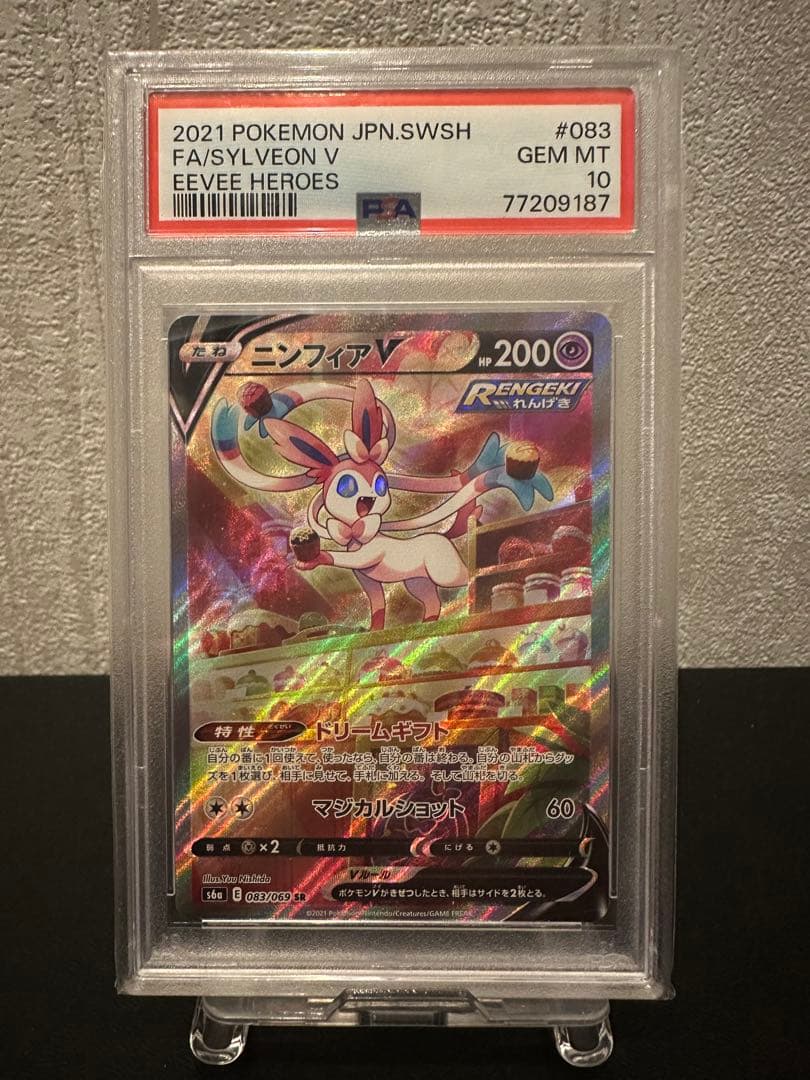 2021 POKEMON JPN.SWSH #083
FA/SYLVEON V GEM MT
EEVEE HEROES 10
PSA 77209187
たね ニンフィアV HP 200
RENGEKI
れんげき
特性 とくせい ドリームギフト
自分の番に1回使えて、使ったなら、自分の番は終わる。自分の山札からグッ
ズを1枚選び、相手に見せて、手札に加える。そして山札を切る。
マジカルショット 60
弱点 ×2 抵抗力 にげる
Illus. You Nishida
Vルール
s6a E 083/069 SR
ポケモンVがきぜつしたとき、相手はサイドを2枚とる。
©2021 Pokémon/Nintendo/Creatures/GAME FREAK